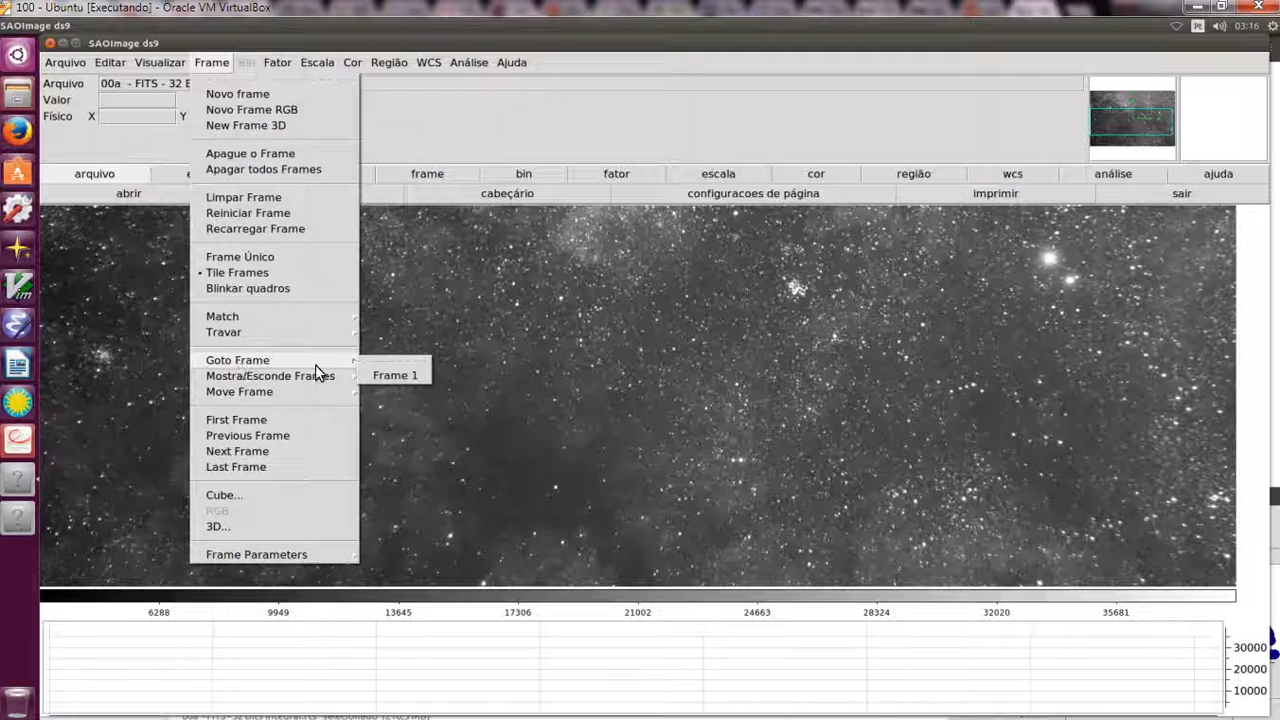 100 - Ubuntu [Executando] - Oracle VM VirtualBox
SAOImage ds9
Pt 03:16
SAOImage ds9
Arquivo Editar Visualizar Frame Bin Fator Escala Cor Região WCS Análise Ajuda
Arquivo 00a - FITS - 32 B
Valor
Físico X Y
Novo frame
Novo Frame RGB
New Frame 3D
Apague o Frame
Apagar todos Frames
Limpar Frame
Reiniciar Frame
Recarregar Frame
Frame Único
Tile Frames
Blinkar quadros
Match
Travar
Goto Frame
Mostra/Esconde Frames
Move Frame
First Frame
Previous Frame
Next Frame
Last Frame
Cube...
RGB
3D...
Frame Parameters
Frame 1
arquivo frame bin fator escala cor região wcs análise ajuda
abrir cabeçário configuracoes de página imprimir sair
6288 9949 13645 17306 21002 24663 28324 32020 35681
30000
20000
10000